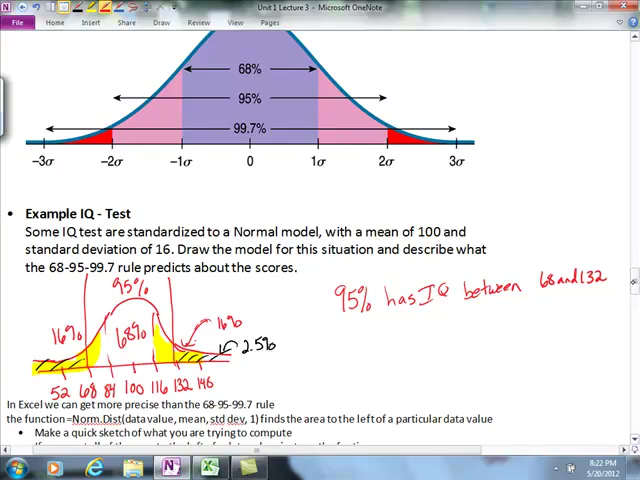 Unit 1 Lecture 3 - Microsoft OneNote
File Home Insert Share Draw Review View
68%
95%
99.7%
−3σ −2σ −1σ 0 1σ 2σ 3σ
• Example IQ - Test
Some IQ test are standardized to a Normal model, with a mean of 100 and
standard deviation of 16. Draw the model for this situation and describe what
the 68-95-99.7 rule predicts about the scores.
95%
95% has IQ between 68 and 132
16% 68% 16%
2.5%
52 68 84 100 116 132 148
In Excel we can get more precise than the 68-95-99.7 rule
the function =Norm.Dist(data value, mean, std dev, 1) finds the area to the left of a particular data value
• Make a quick sketch of what you are trying to compute
8:22 PM
5/20/2012